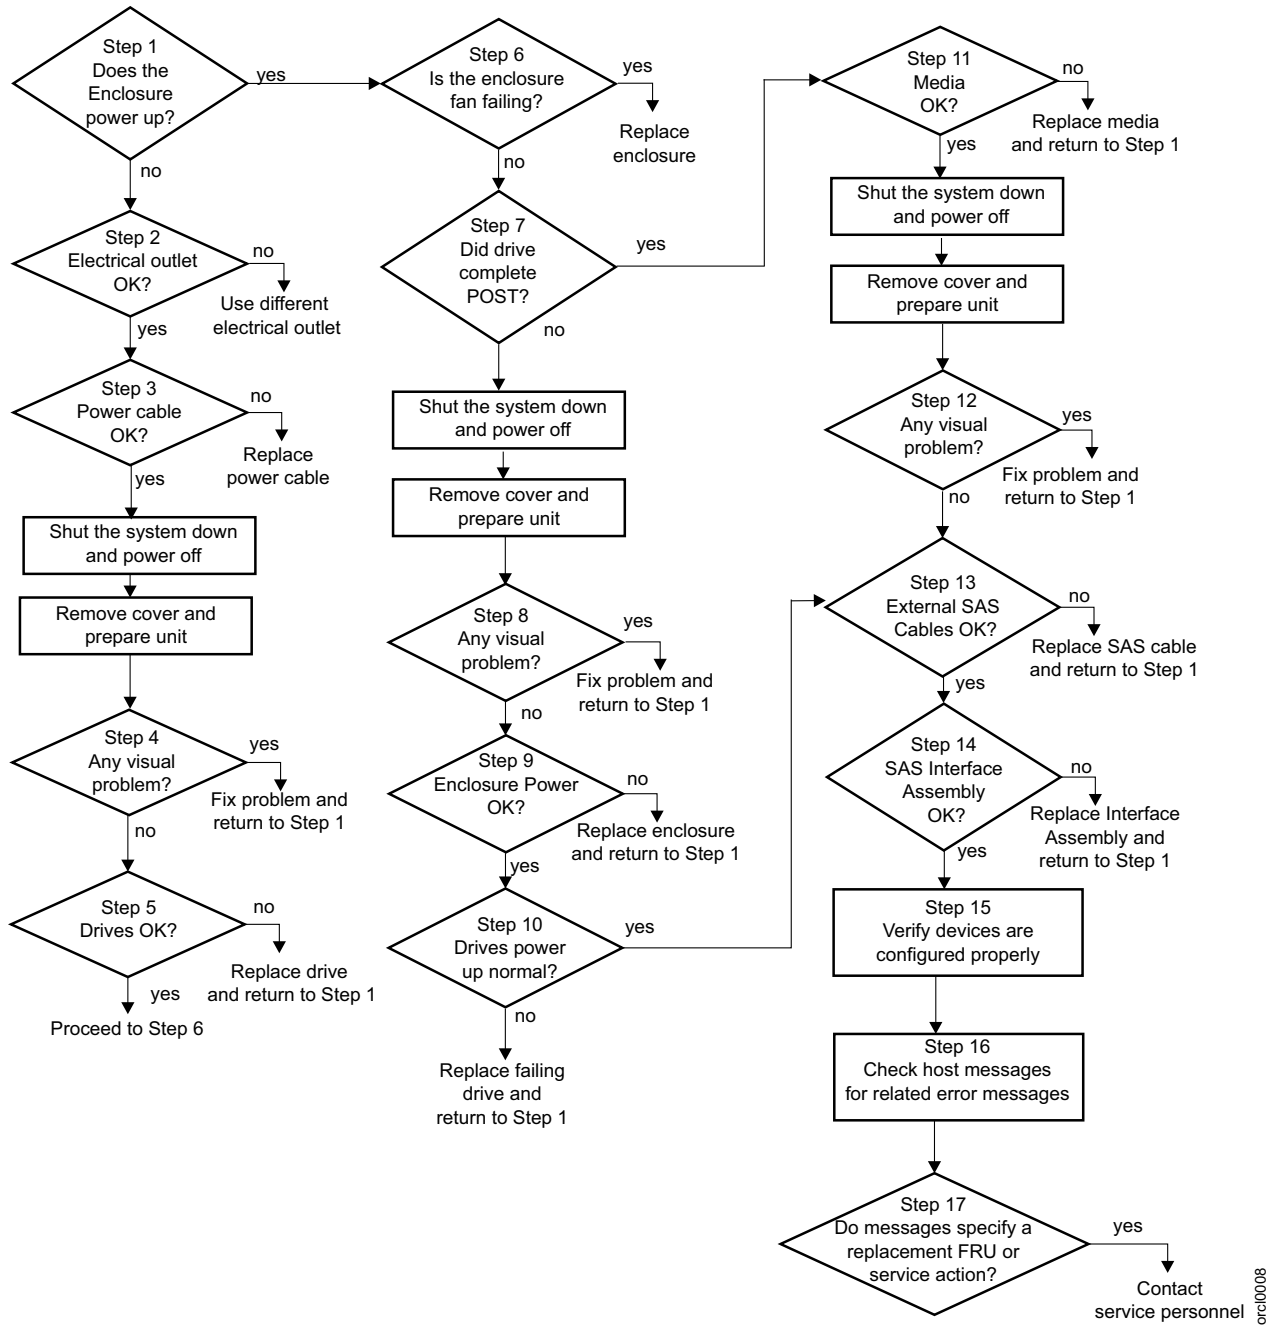 Step 1
Does the
Enclosure
power up?
yes
no
Step 2
Electrical outlet
OK?
no
Use different
electrical outlet
yes
Step 3
Power cable
OK?
no
Replace
power cable
yes
Shut the system down
and power off
Remove cover and
prepare unit
Step 4
Any visual
problem?
yes
Fix problem and
return to Step 1
no
Step 5
Drives OK?
no
Replace drive
and return to Step 1
yes
Proceed to Step 6
Step 6
Is the enclosure
fan failing?
yes
Replace
enclosure
no
Step 7
Did drive
complete
POST?
yes
no
Shut the system down
and power off
Remove cover and
prepare unit
Step 8
Any visual
problem?
yes
Fix problem and
return to Step 1
no
Step 9
Enclosure Power
OK?
no
Replace enclosure
and return to Step 1
yes
Step 10
Drives power
up normal?
yes
no
Replace failing
drive and
return to Step 1
Step 11
Media
OK?
no
Replace media
and return to Step 1
yes
Shut the system down
and power off
Remove cover and
prepare unit
Step 12
Any visual
problem?
yes
Fix problem and
return to Step 1
no
Step 13
External SAS
Cables OK?
no
Replace SAS cable
and return to Step 1
yes
Step 14
SAS Interface
Assembly
OK?
no
Replace Interface
Assembly and
return to Step 1
yes
Step 15
Verify devices are
configured properly
Step 16
Check host messages
for related error messages
Step 17
Do messages specify a
replacement FRU or
service action?
yes
Contact
service personnel
orcl0008